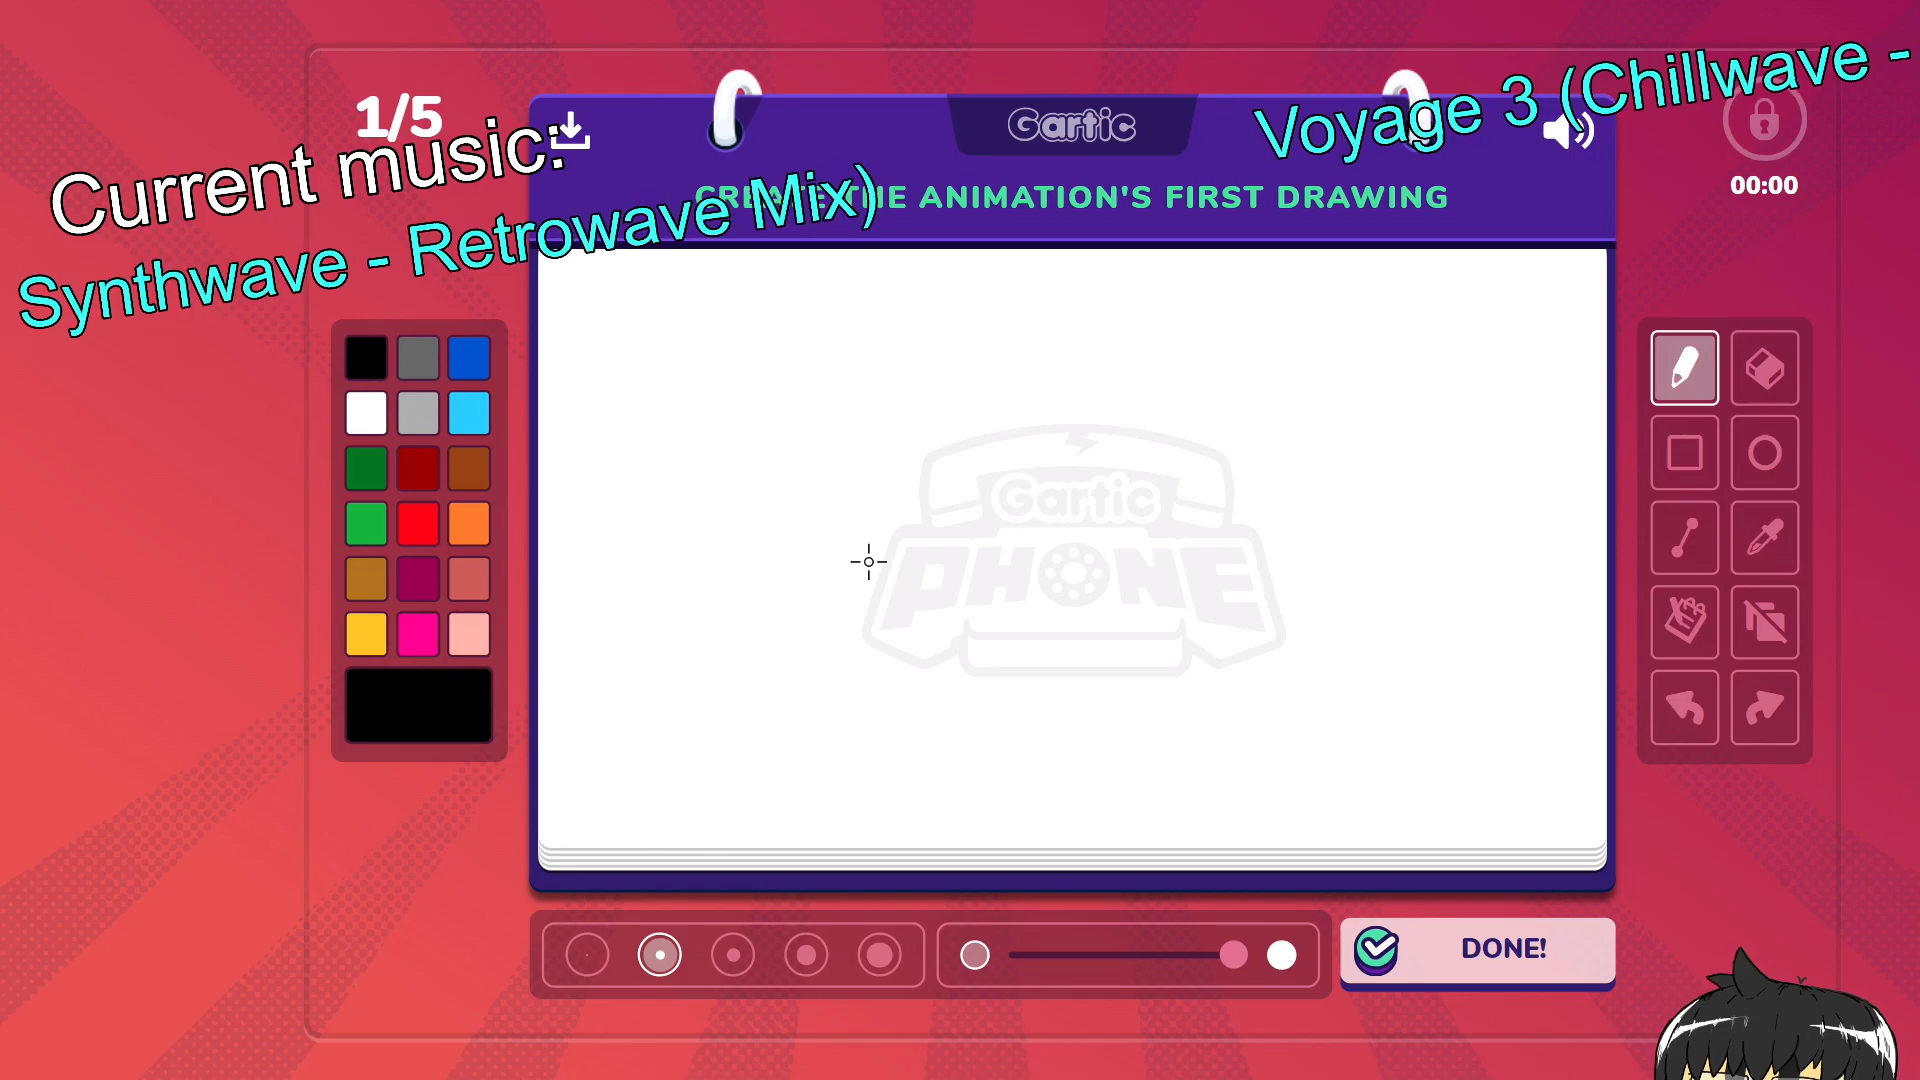 1/5
Current music:
Voyage 3 (Chillwave -
Synthwave - Retrowave Mix)
Gartic
00:00
CREATE THE ANIMATION'S FIRST DRAWING
Gartic
PHONE
DONE!